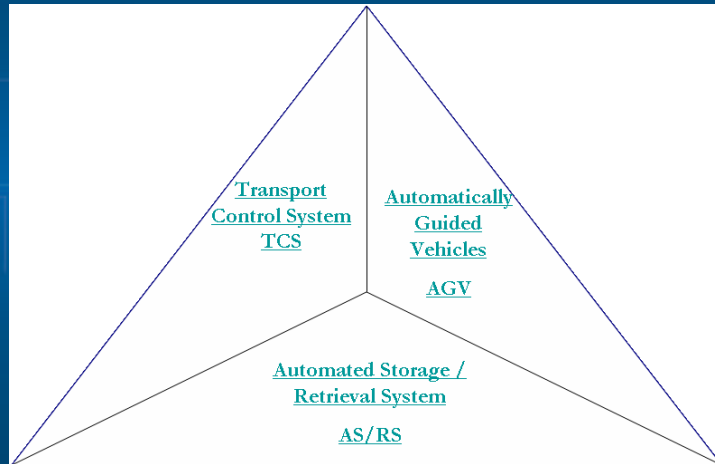 Transport
Control System
TCS
Automatically
Guided
Vehicles
AGV
Automated Storage /
Retrieval System
AS/RS